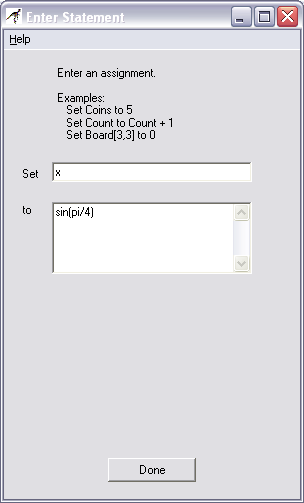 Enter Statement
Help
Enter an assignment.
Examples:
Set Coins to 5
Set Count to Count + 1
Set Board[3,3] to 0
Set x
to sin(pi/4)
Done